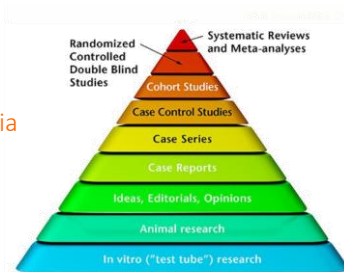 Systematic Reviews
and Meta-analyses
Randomized
Controlled
Double Blind
Studies
Cohort Studies
Case Control Studies
ia
Case Series
Case Reports
Ideas, Editorials, Opinions
Animal research
In vitro ("test tube") research